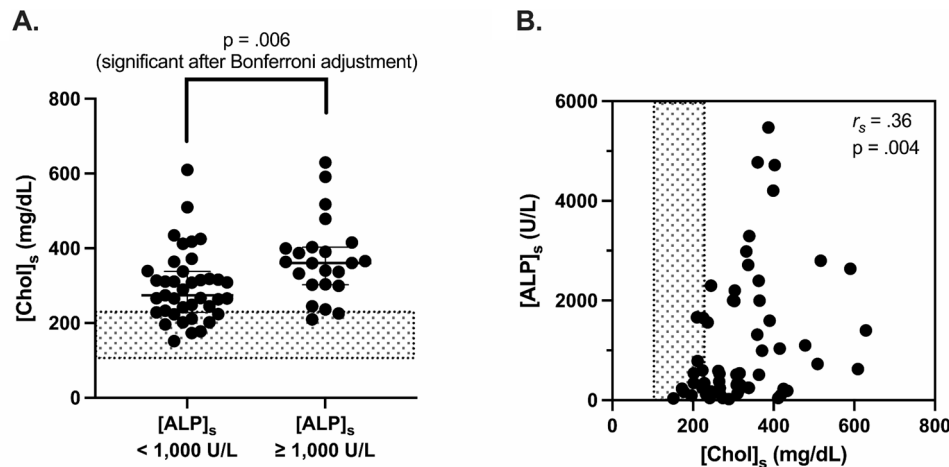 A.
p = .006
(significant after Bonferroni adjustment)
800
600
400
200
0
[Chol]s (mg/dL)
[ALP]s
< 1,000 U/L
[ALP]s
≥ 1,000 U/L
B.
6000
4000
2000
0
[ALP]s (U/L)
rs = .36
p = .004
0
200
400
600
800
[Chol]s (mg/dL)